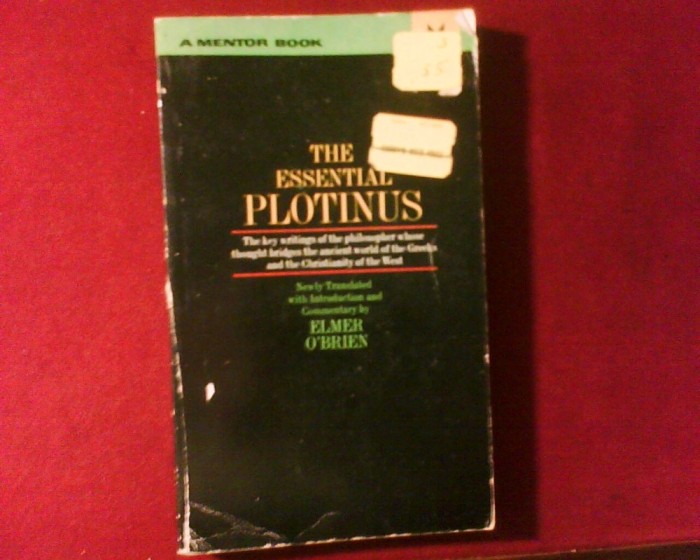 A MENTOR BOOK
THE
ESSENTIAL
PLOTINUS
The key writings of the philosopher whose
thought bridges the ancient world of the Greeks
and the Christianity of the West
Newly Translated
with Introduction and
Commentary by
ELMER
O'BRIEN